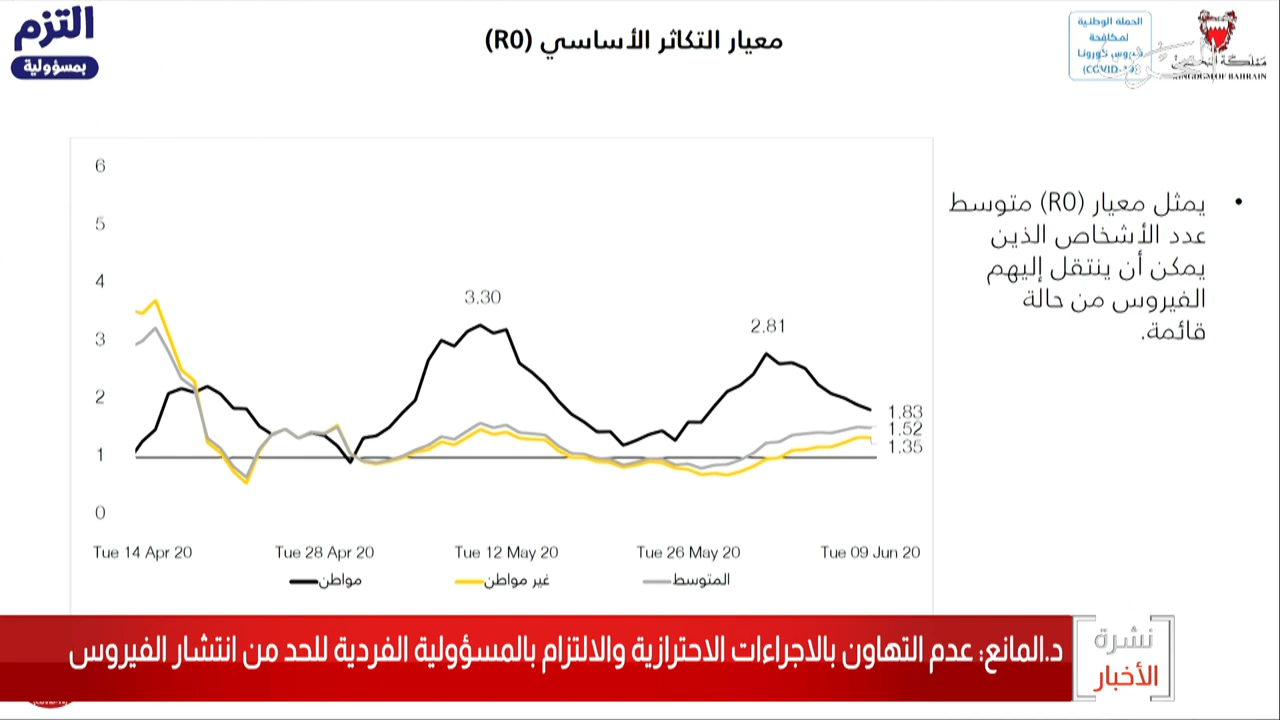 التزم
بمسؤولية
معيار التكاثر الأساسي (R0)
الحملة الوطنية
لمكافحة
فيروس كورونا
(COVID-19)
مملكة البحرين
KINGDOM OF BAHRAIN
• يمثل معيار (R0) متوسط
عدد الأشخاص الذين
يمكن أن ينتقل إليهم
الفيروس من حالة
قائمة.
6
5
4
3
2
1
0
3.30
2.81
1.83
1.52
1.35
Tue 14 Apr 20
Tue 28 Apr 20
Tue 12 May 20
Tue 26 May 20
Tue 09 Jun 20
مواطن
غير مواطن
المتوسط
نشرة
الأخبار
د.المانع: عدم التهاون بالاجراءات الاحترازية والالتزام بالمسؤولية الفردية للحد من انتشار الفيروس